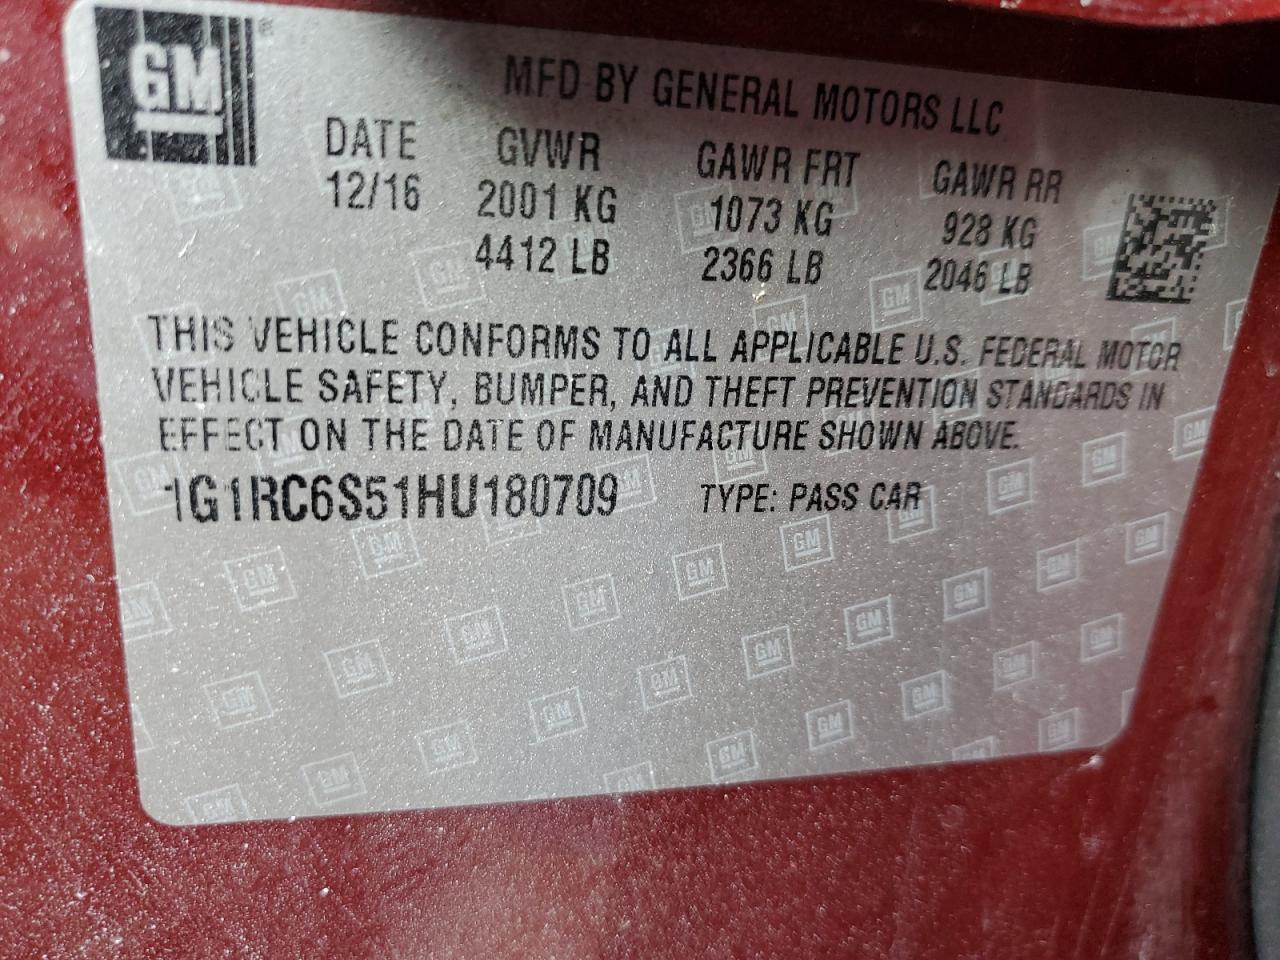 GM
MFD BY GENERAL MOTORS LLC
DATE GVWR GAWR FRT GAWR RR
12/16 2001 KG 1073 KG 928 KG
4412 LB 2366 LB 2046 LB
THIS VEHICLE CONFORMS TO ALL APPLICABLE U.S. FEDERAL MOTOR
VEHICLE SAFETY, BUMPER, AND THEFT PREVENTION STANDARDS IN
EFFECT ON THE DATE OF MANUFACTURE SHOWN ABOVE.
1G1RC6S51HU180709 TYPE: PASS CAR